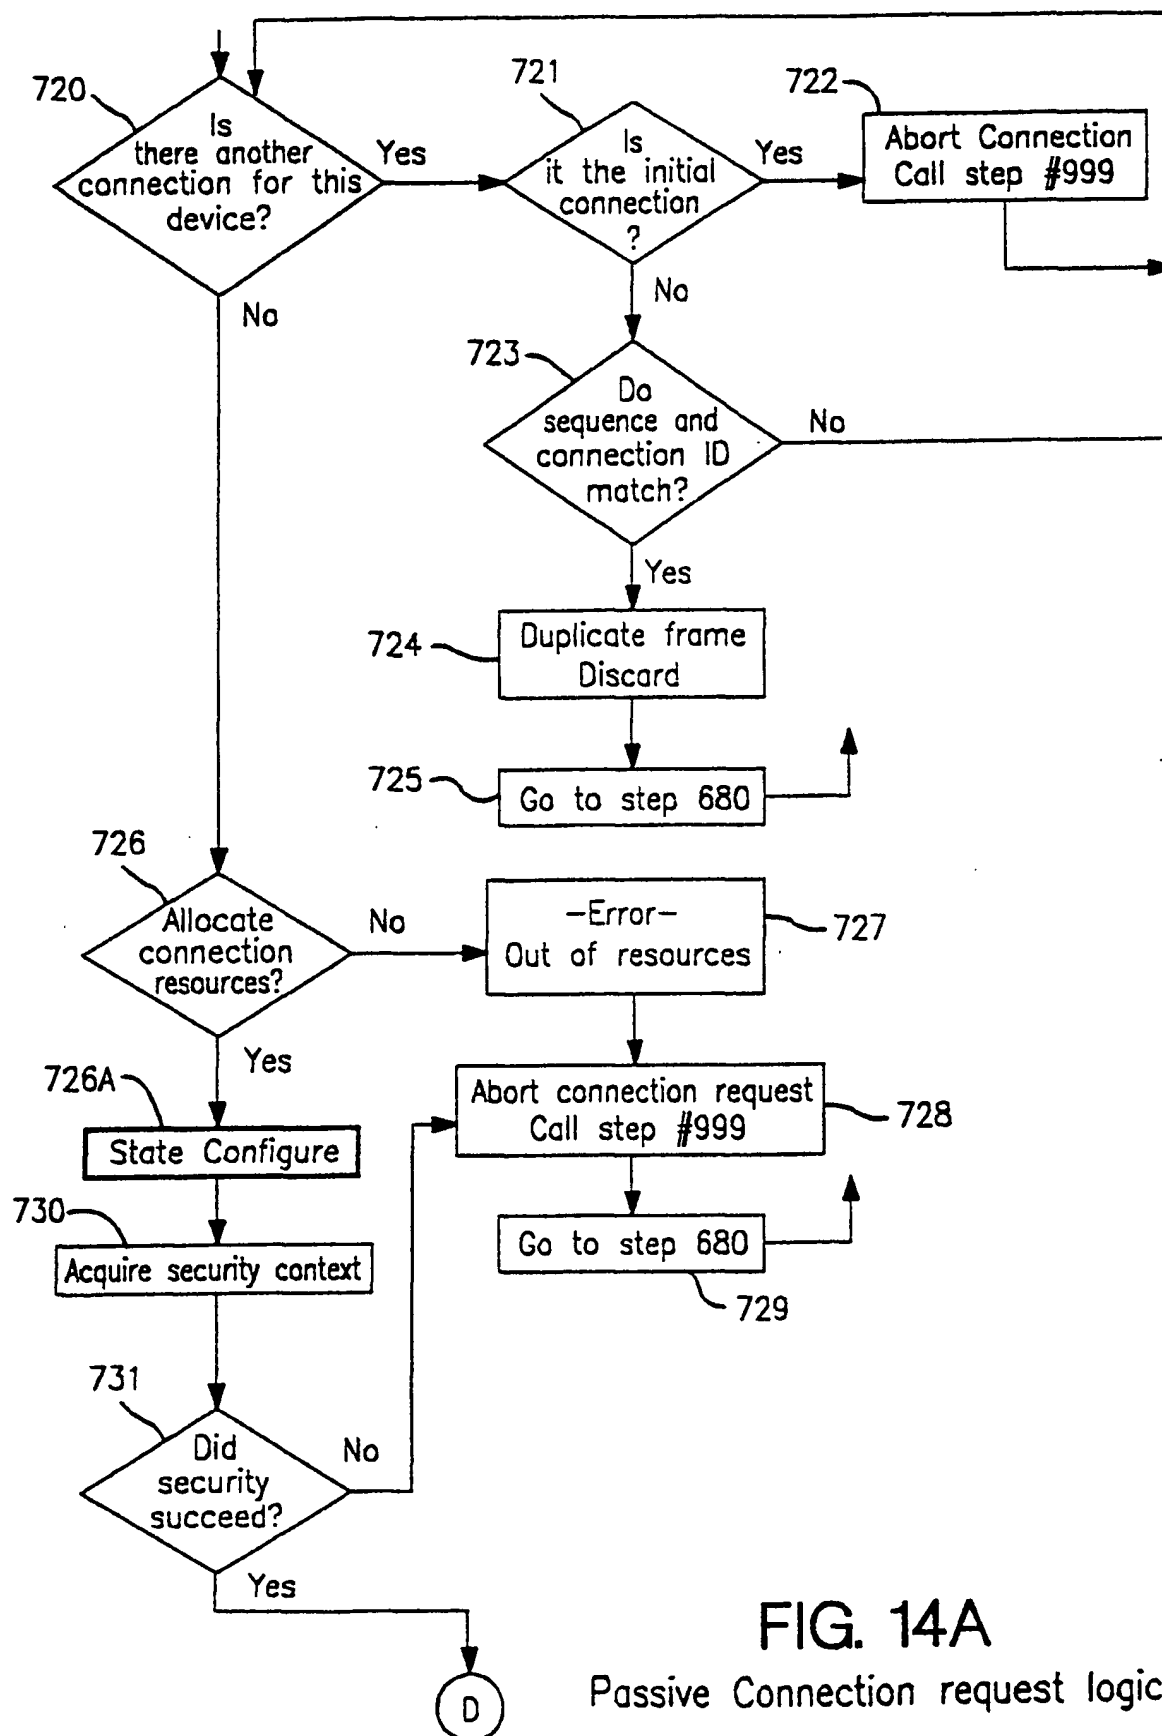 720
Is
there another
connection for this
device?
Yes
No
721
Is
it the initial
connection
?
Yes
No
722
Abort Connection
Call step #999
723
Do
sequence and
connection ID
match?
No
Yes
724
Duplicate frame
Discard
725
Go to step 680
726
Allocate
connection
resources?
No
Yes
-Error-
Out of resources
727
726A
State Configure
Abort connection request
Call step #999
728
730
Acquire security context
Go to step 680
729
731
Did
security
succeed?
No
Yes
D
FIG. 14A
Passive Connection request logic